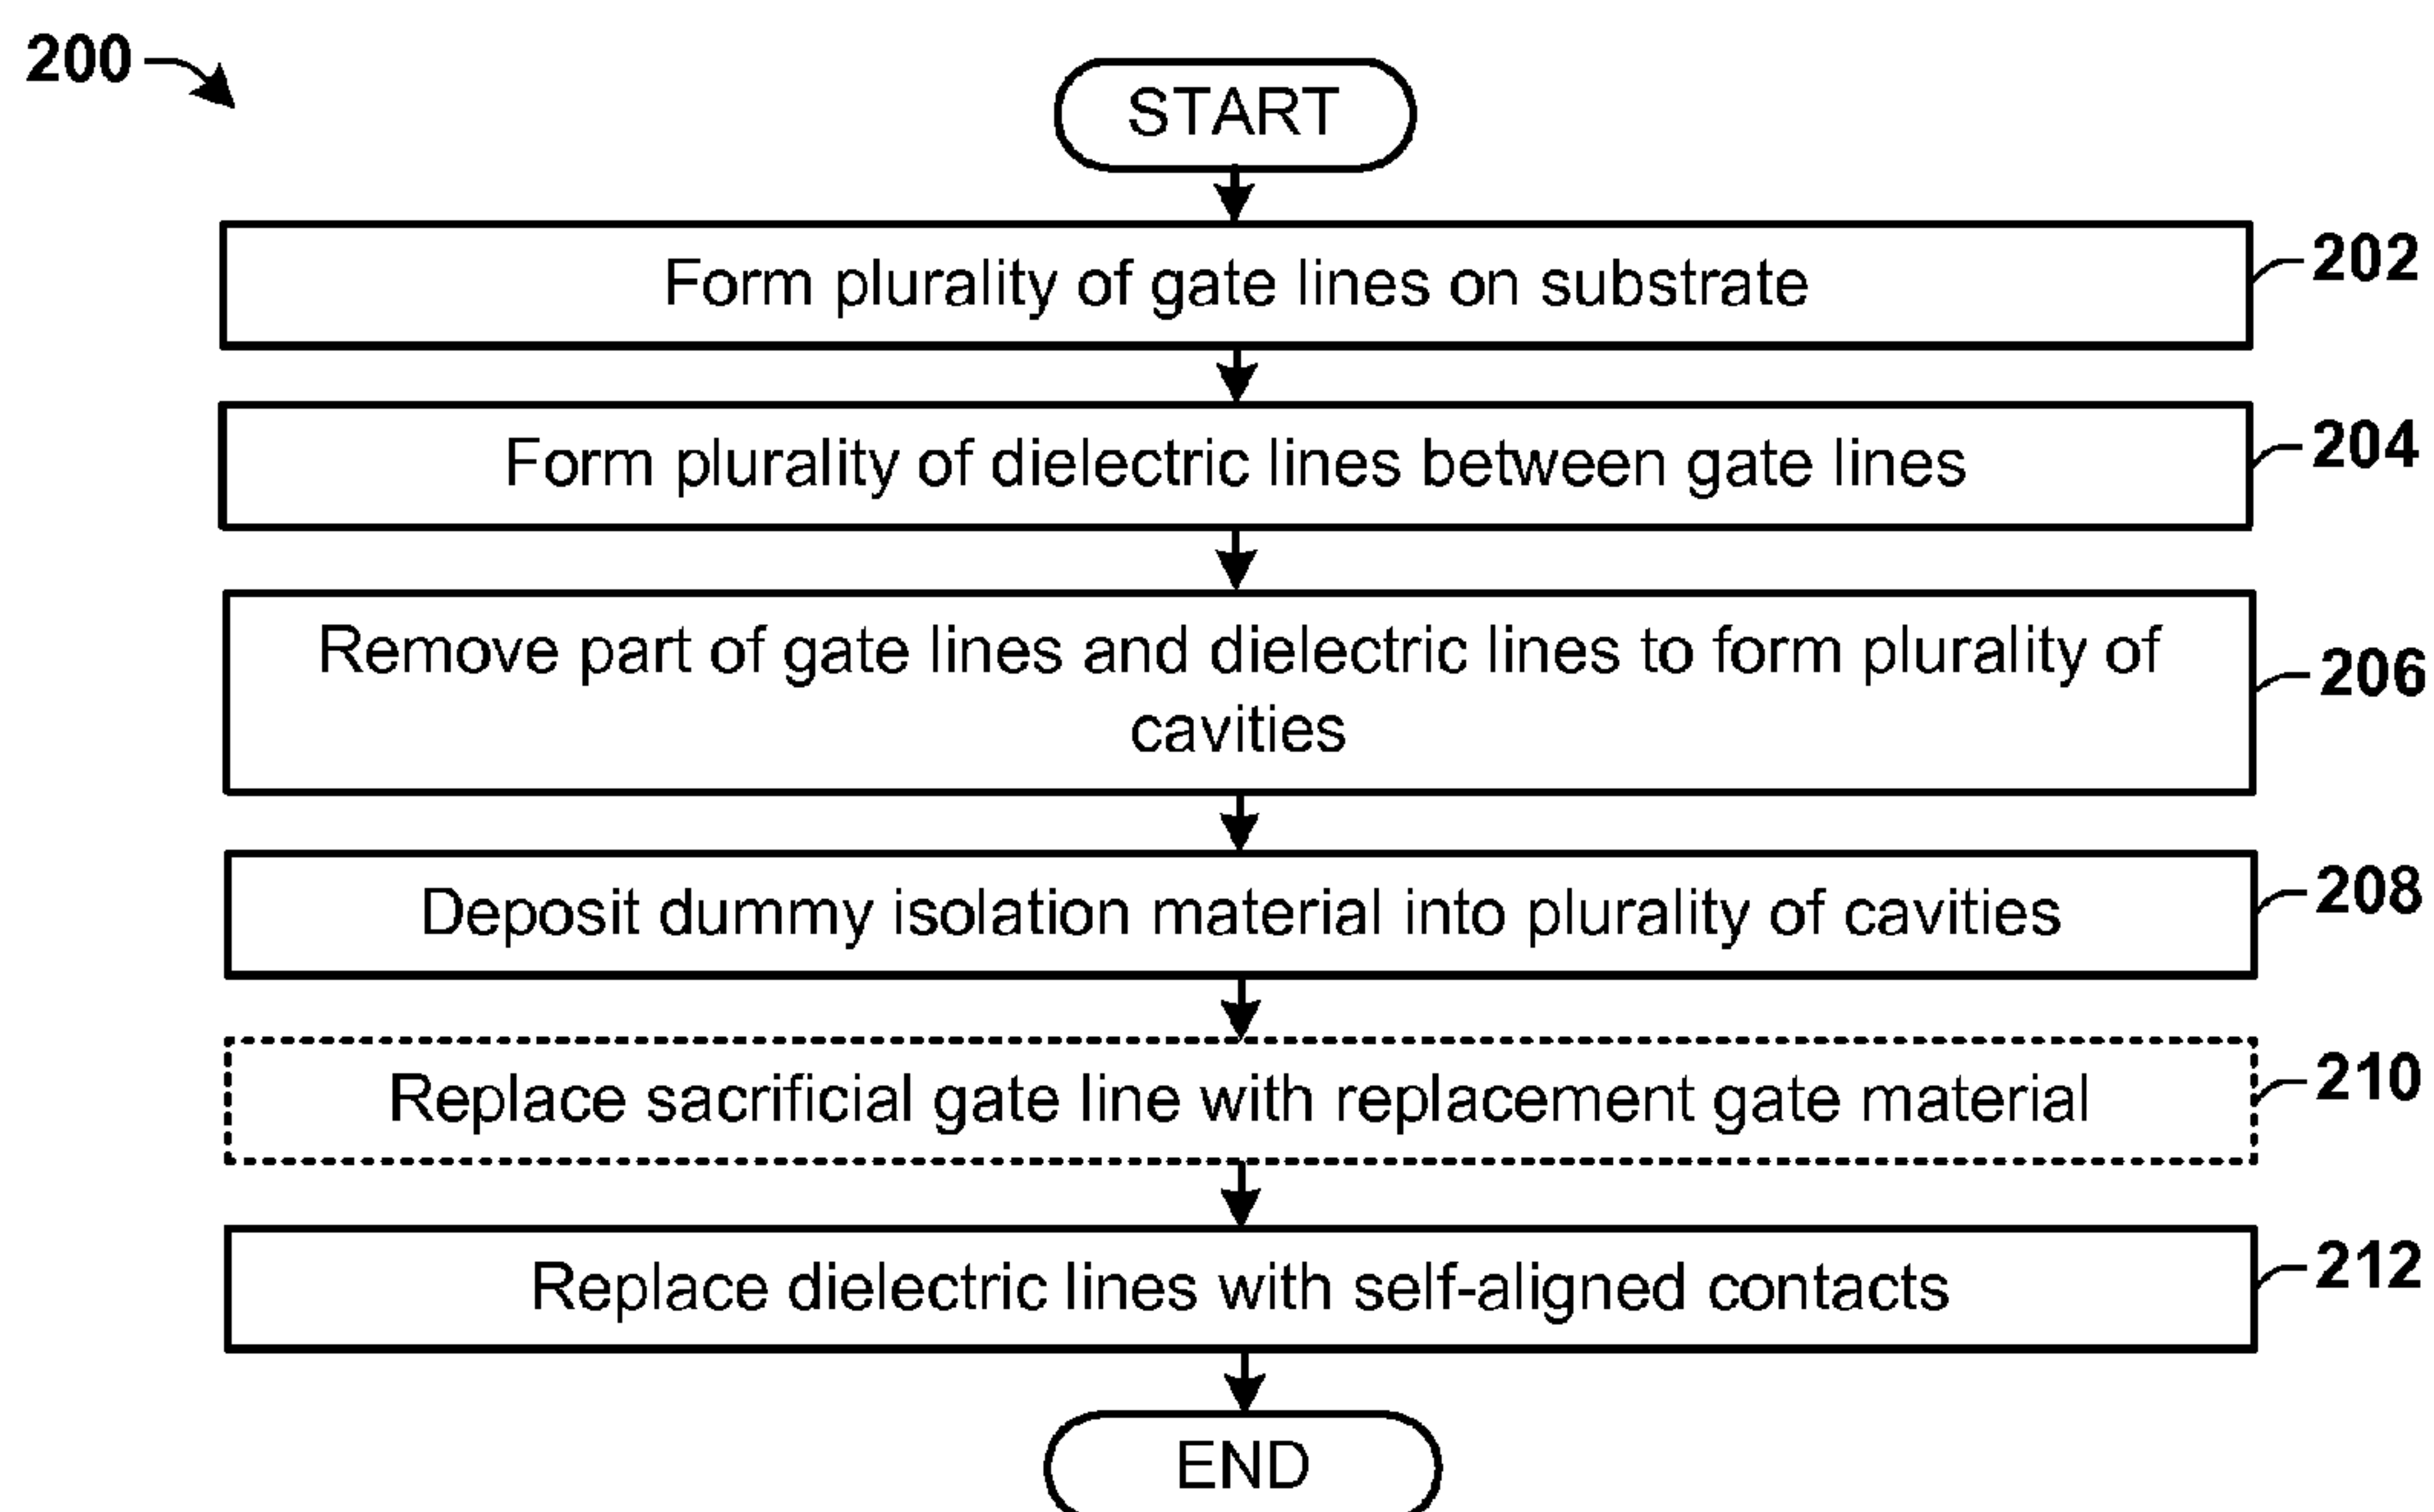 200
START
Form plurality of gate lines on substrate
202
Form plurality of dielectric lines between gate lines
204
Remove part of gate lines and dielectric lines to form plurality of
cavities
206
Deposit dummy isolation material into plurality of cavities
208
Replace sacrificial gate line with replacement gate material
210
Replace dielectric lines with self-aligned contacts
212
END